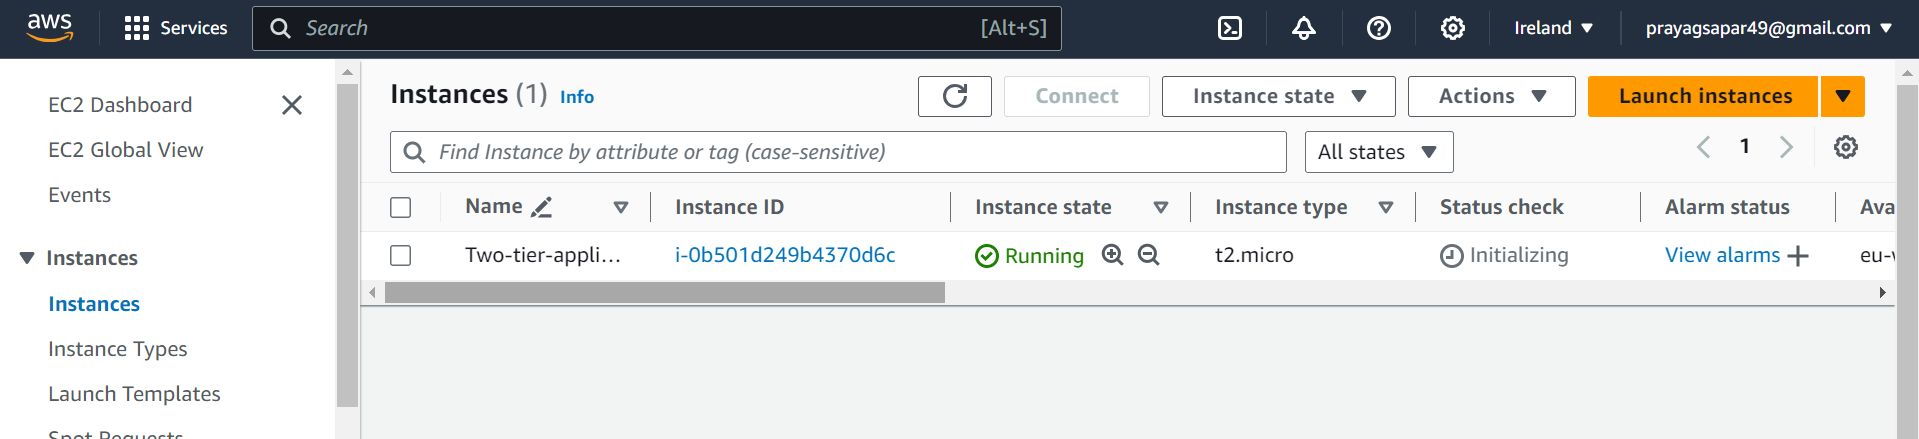 aws Services Search [Alt+S] Ireland prayagsapar49@gmail.com
EC2 Dashboard
EC2 Global View
Events
Instances
Instances
Instance Types
Launch Templates
Spot Requests
Instances (1) Info Connect Instance state Actions Launch instances
Find Instance by attribute or tag (case-sensitive) All states 1
Name Instance ID Instance state Instance type Status check Alarm status Ava
Two-tier-appli... i-0b501d249b4370d6c Running t2.micro Initializing View alarms + eu-